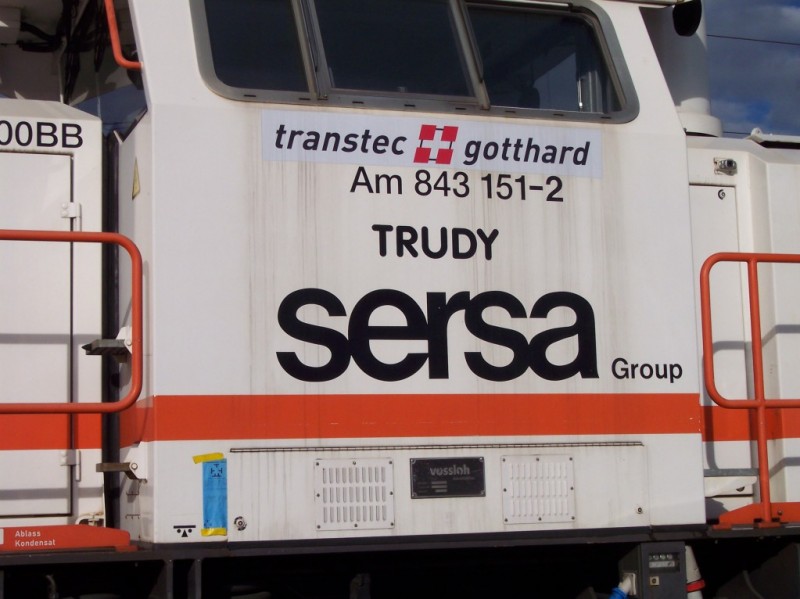 00BB
transtec gotthard
Am 843 151-2
TRUDY
sersa Group
vossloh
Ablass
Kondensat